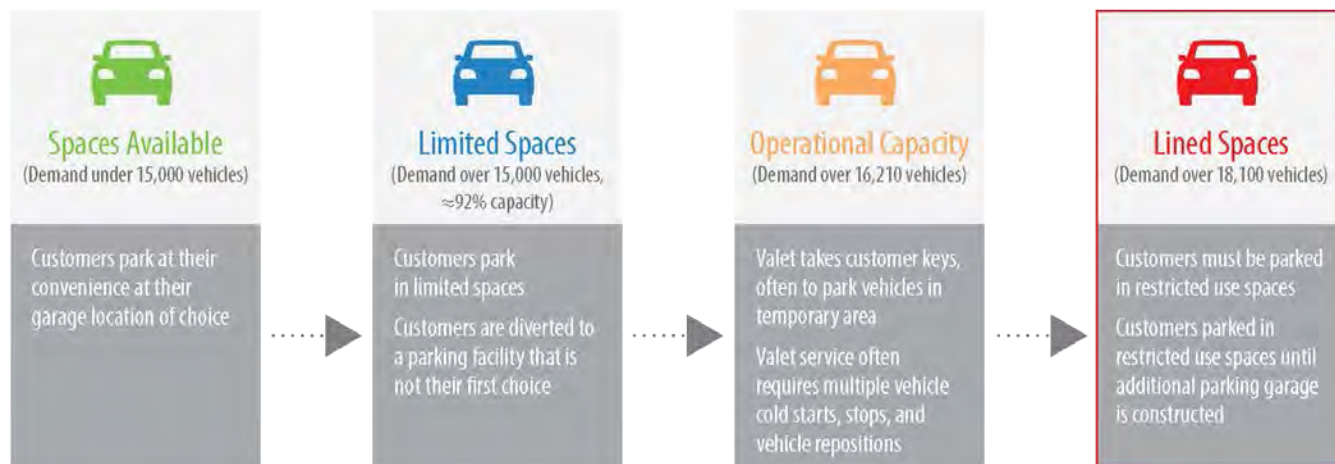 Spaces Available
(Demand under 15,000 vehicles)
Customers park at their
convenience at their
garage location of choice
Limited Spaces
(Demand over 15,000 vehicles,
≈92% capacity)
Customers park
in limited spaces
Customers are diverted to
a parking facility that is
not their first choice
Operational Capacity
(Demand over 16,210 vehicles)
Valet takes customer keys,
often to park vehicles in
temporary area
Valet service often
requires multiple vehicle
cold starts, stops, and
vehicle repositions
Lined Spaces
(Demand over 18,100 vehicles)
Customers must be parked
in restricted use spaces
Customers parked in
restricted use spaces until
additional parking garage
is constructed